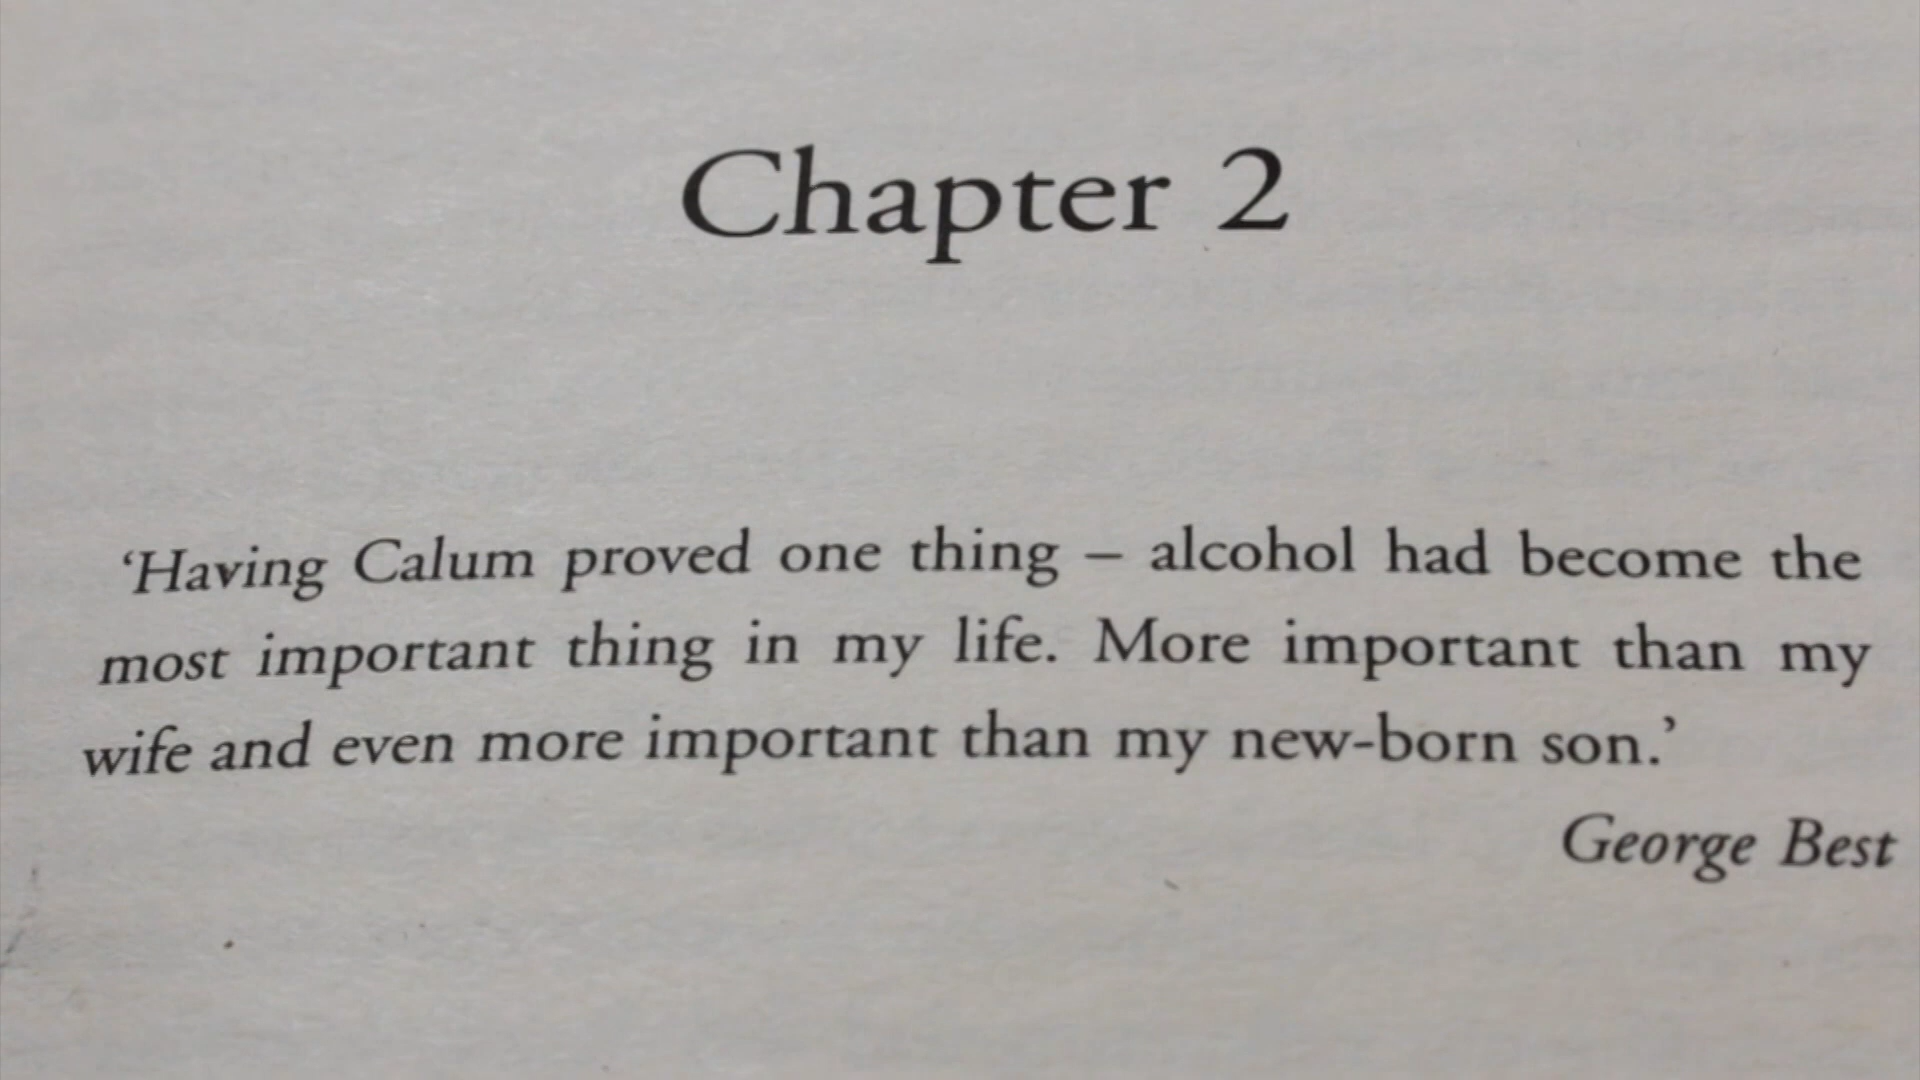 Chapter 2
‘Having Calum proved one thing – alcohol had become the
most important thing in my life. More important than my
wife and even more important than my new-born son.’
George Best